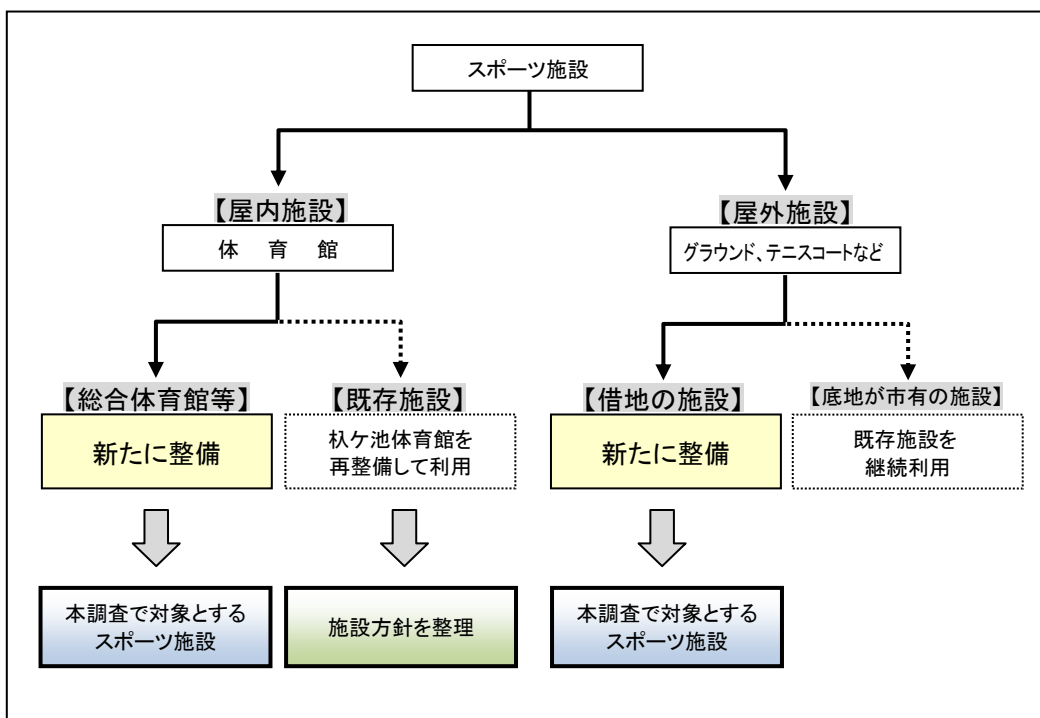 スポーツ施設
【屋内施設】
体 育 館
【屋外施設】
グラウンド、テニスコートなど
【総合体育館等】
新たに整備
【既存施設】
杁ケ池体育館を
再整備して利用
【借地の施設】
新たに整備
【底地が市有の施設】
既存施設を
継続利用
本調査で対象とする
スポーツ施設
施設方針を整理
本調査で対象とする
スポーツ施設